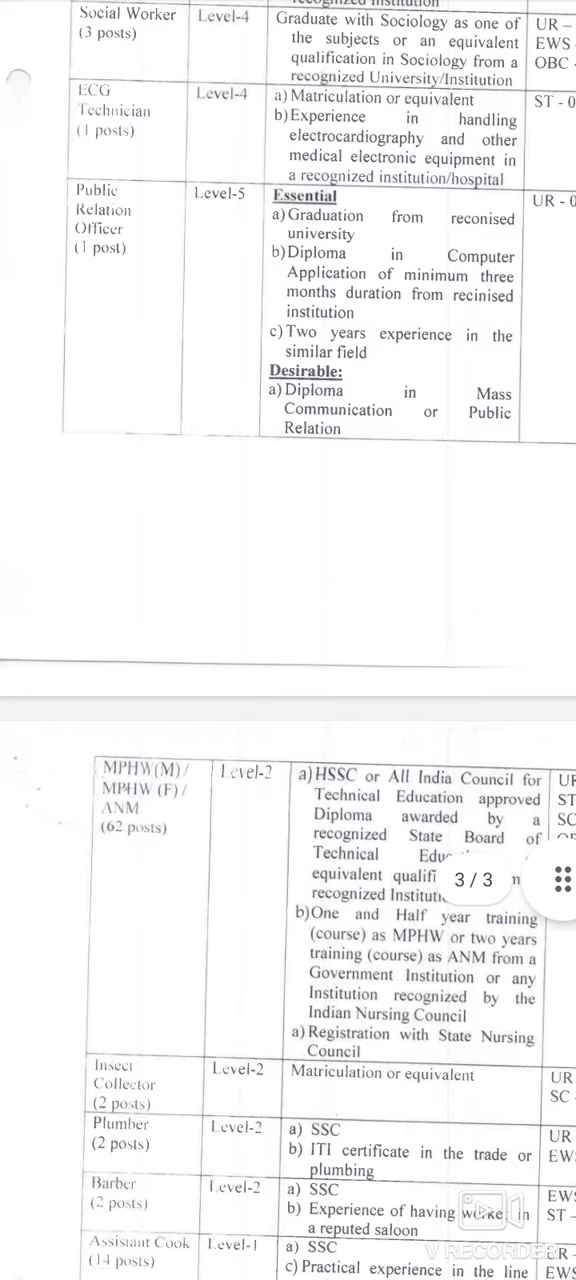 recognized Institution
Social Worker
(3 posts)
Level-4
Graduate with Sociology as one of
the subjects or an equivalent
qualification in Sociology from a
recognized University/Institution
UR –
EWS -
OBC -
ECG
Technician
(1 posts)
Level-4
a) Matriculation or equivalent
b) Experience in handling
electrocardiography and other
medical electronic equipment in
a recognized institution/hospital
ST - 0
Public
Relation
Officer
(1 post)
Level-5
Essential
a) Graduation from reconised
university
b) Diploma in Computer
Application of minimum three
months duration from recinised
institution
c) Two years experience in the
similar field
Desirable:
a) Diploma in Mass
Communication or Public
Relation
UR - 0
MPHW(M)/
MPHW (F)/
ANM
(62 posts)
Level-2
a) HSSC or All India Council for
Technical Education approved
Diploma awarded by a
recognized State Board of
Technical
equivalent
recognized
b) One and Half year training
(course) as MPHW or two years
training (course) as ANM from a
Government Institution or any
Institution recognized by the
Indian Nursing Council
a) Registration with State Nursing
Council
UR
ST
SC
3 / 3
Insect
Collector
(2 posts)
Level-2
Matriculation or equivalent
UR
SC -
Plumber
(2 posts)
Level-2
a) SSC
b) ITI certificate in the trade or
plumbing
UR
EWS
Barber
(2 posts)
Level-2
a) SSC
b) Experience of having worked in
a reputed saloon
EWS
ST –
Assistant Cook
(14 posts)
Level-1
a) SSC
c) Practical experience in the line
UR -
EWS
V RECORDER